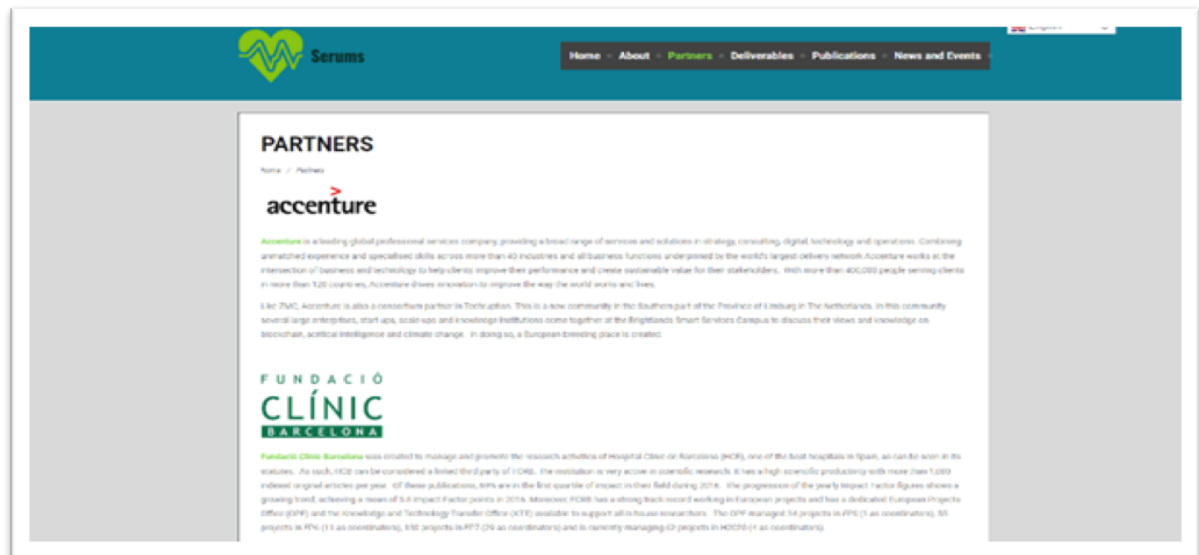 English
Serums
Home About Partners Deliverables Publications News and Events
PARTNERS
Home / Partners
>
accenture
Accenture is a leading global professional services company, providing a broad range of services and solutions in strategy, consulting, digital, technology and operations. Combining
unmatched experience and specialised skills across more than 40 industries and all business functions underpinned by the world's largest delivery network Accenture works at the
intersection of business and technology to help clients improve their performance and create sustainable value for their stakeholders. With more than 400,000 people serving clients
in more than 120 countries, Accenture drives innovation to improve the way the world works and lives.
Like ZMC, Accenture is also a consortium partner in Techruption. This is a new community in the Southern part of the Province of Limburg in The Netherlands. In this community
several large enterprises, start ups, scale-ups and knowledge institutions come together at the Brightlands Smart Services Campus to discuss their views and knowledge on
blockchain, and climate change. In doing so, a European breeding place is created.
FUNDACIÓ
CLÍNIC
BARCELONA
Fundació Clínic Barcelona was created to manage and promote the research activities of Hospital Clínic de Barcelona (HCB), one of the best hospitals in Spain, as can be seen in its
statutes. As such, HCB can be considered a linked third party of FCRB. The institution is very active in scientific research. It has a high scientific productivity with more than 1,000
indexed original articles per year. Of these publications, are in the first quartile of impact in their field during 2016. The progression of the yearly Impact Factor figures shows a
growing trend, achieving a mean of Impact Factor points in 2016. Moreover, FCRB has a strong track record working in European projects and has a dedicated European Projects
Office (OPE) and the Knowledge and Technology Transfer Office (KTT) available to support all in house researchers. The managed projects in FP5 ( as coordinators),
projects in FP6 (11 as coordinators), projects in FP7 ( as coordinators) and is currently managing projects in H2020 ( as coordinators).